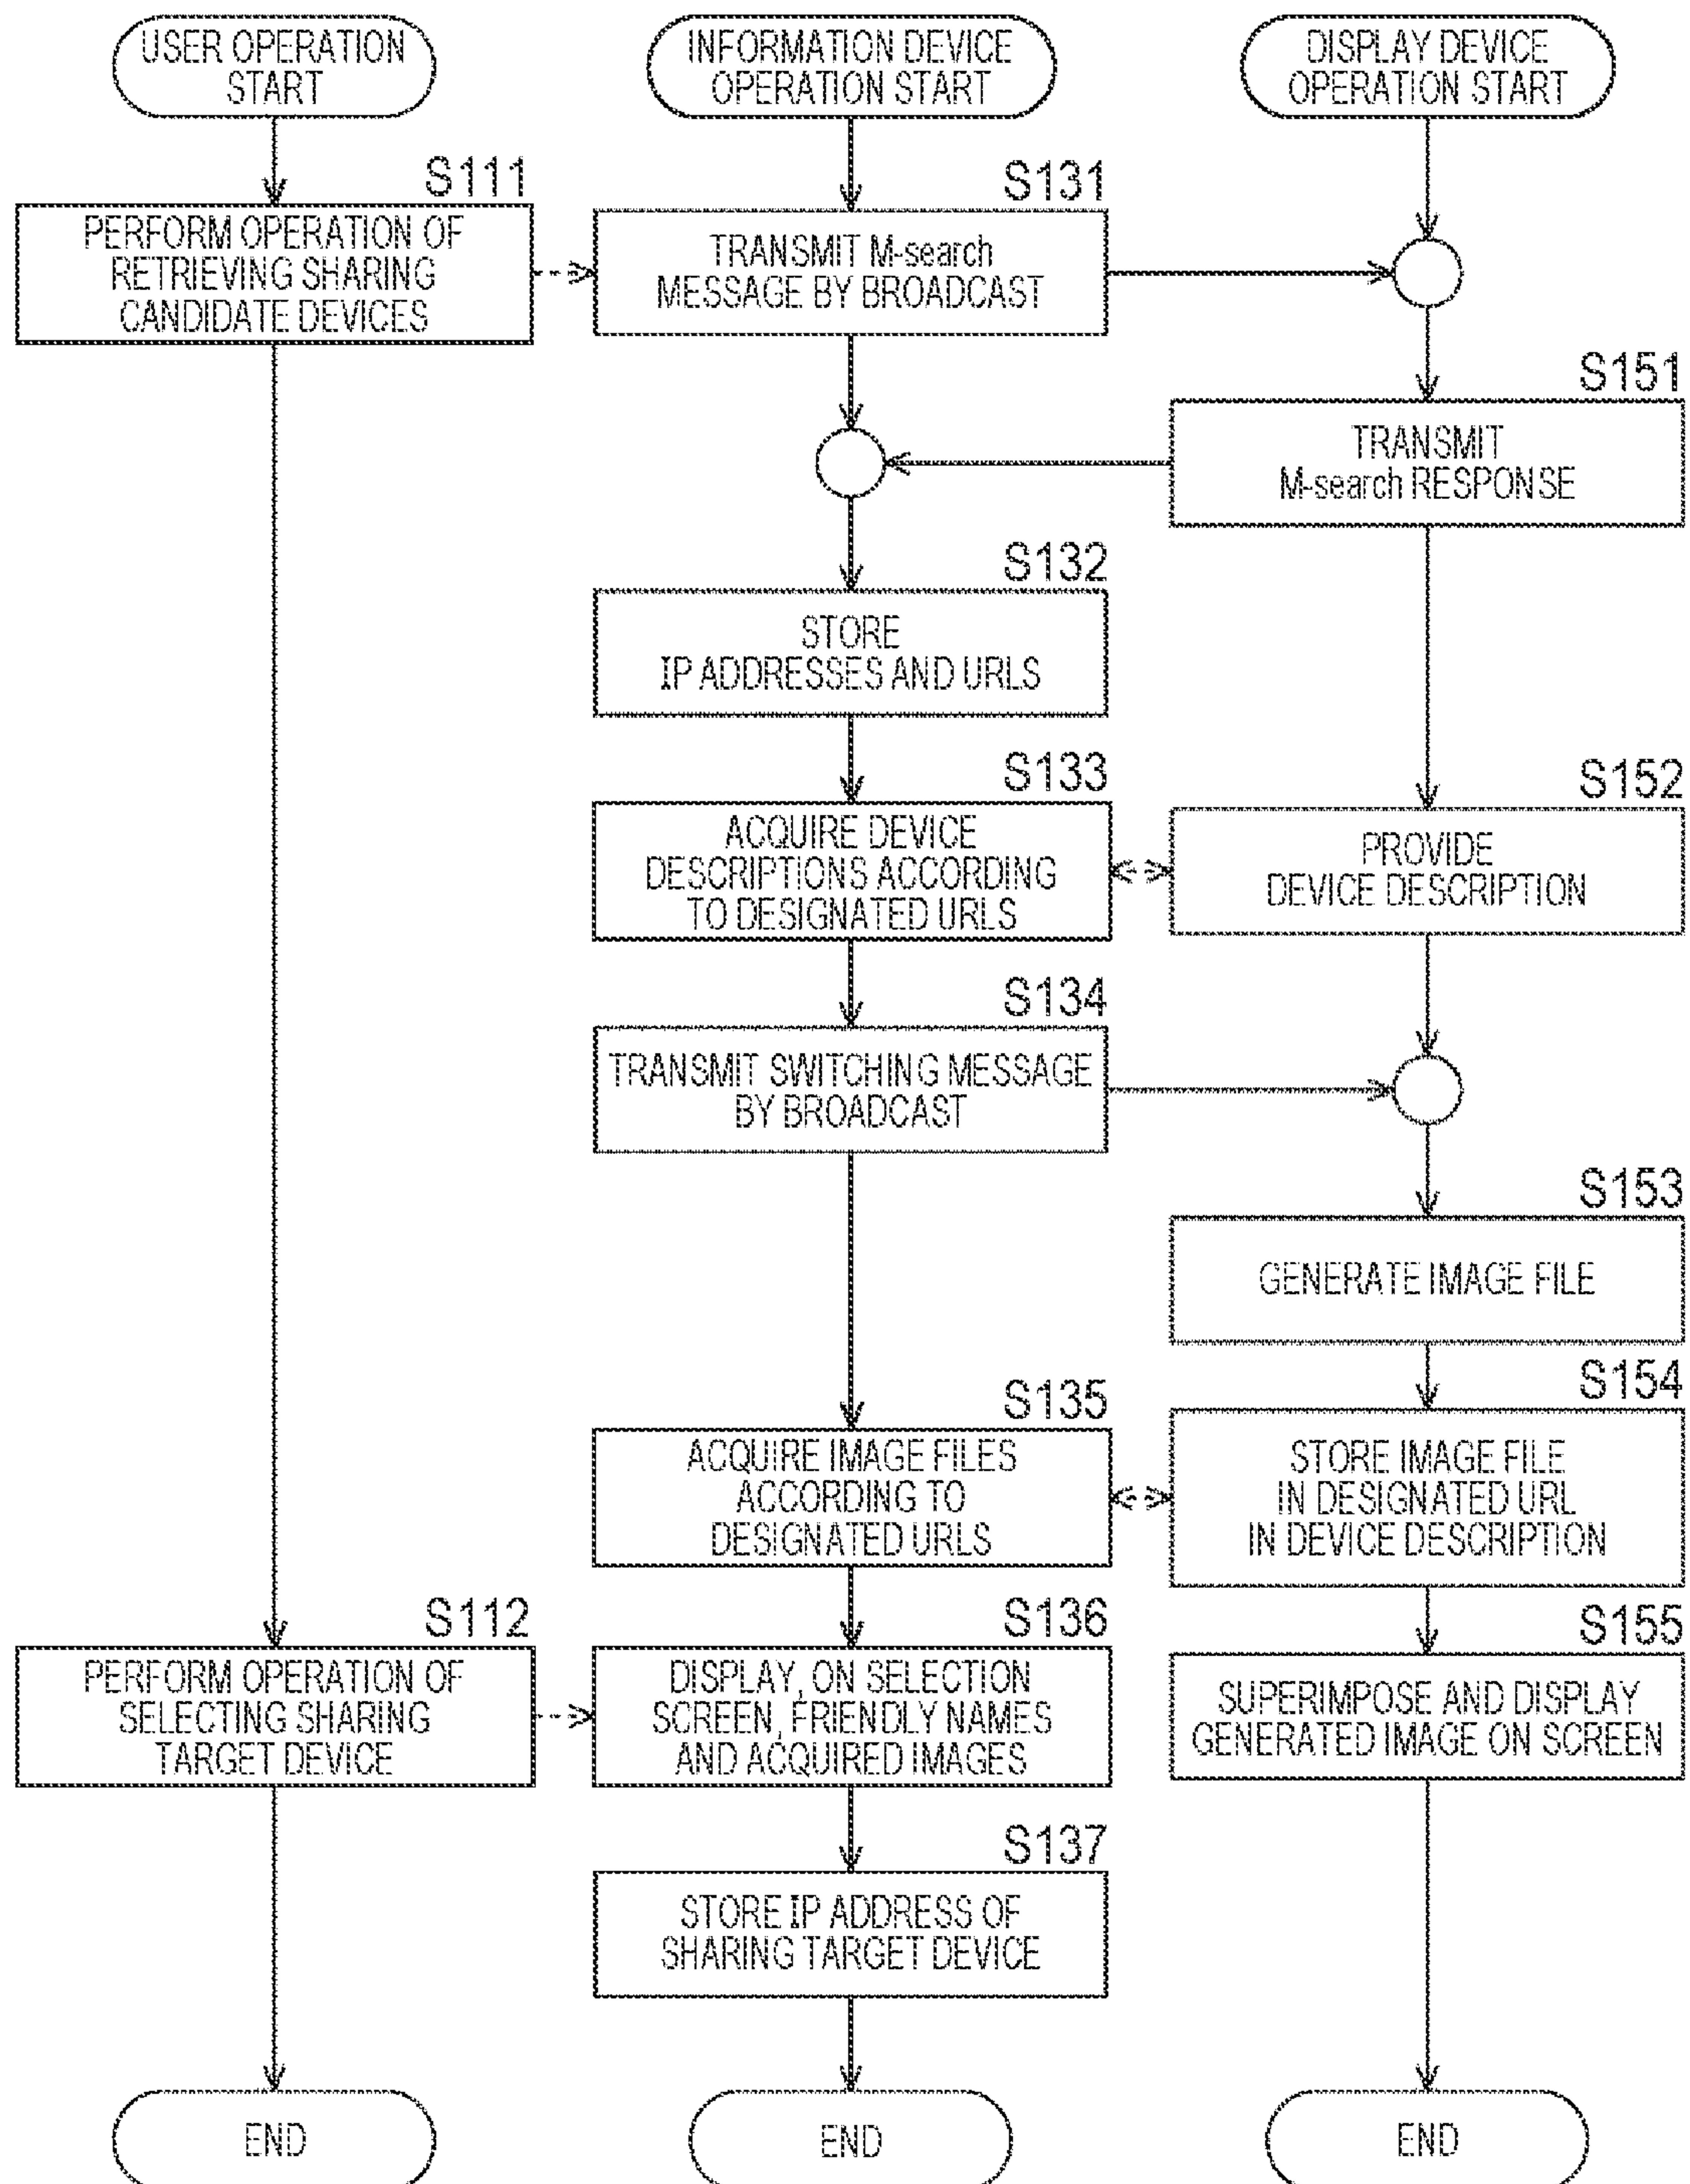 USER OPERATION
START
INFORMATION DEVICE
OPERATION START
DISPLAY DEVICE
OPERATION START
S111
PERFORM OPERATION OF
RETRIEVING SHARING
CANDIDATE DEVICES
S131
TRANSMIT M-search
MESSAGE BY BROADCAST
S151
TRANSMIT
M-search RESPONSE
S132
STORE
IP ADDRESSES AND URLS
S133
ACQUIRE DEVICE
DESCRIPTIONS ACCORDING
TO DESIGNATED URLS
S152
PROVIDE
DEVICE DESCRIPTION
S134
TRANSMIT SWITCHING MESSAGE
BY BROADCAST
S153
GENERATE IMAGE FILE
S135
ACQUIRE IMAGE FILES
ACCORDING TO
DESIGNATED URLS
S154
STORE IMAGE FILE
IN DESIGNATED URL
IN DEVICE DESCRIPTION
S112
PERFORM OPERATION OF
SELECTING SHARING
TARGET DEVICE
S136
DISPLAY, ON SELECTION
SCREEN, FRIENDLY NAMES
AND ACQUIRED IMAGES
S155
SUPERIMPOSE AND DISPLAY
GENERATED IMAGE ON SCREEN
S137
STORE IP ADDRESS OF
SHARING TARGET DEVICE
END
END
END